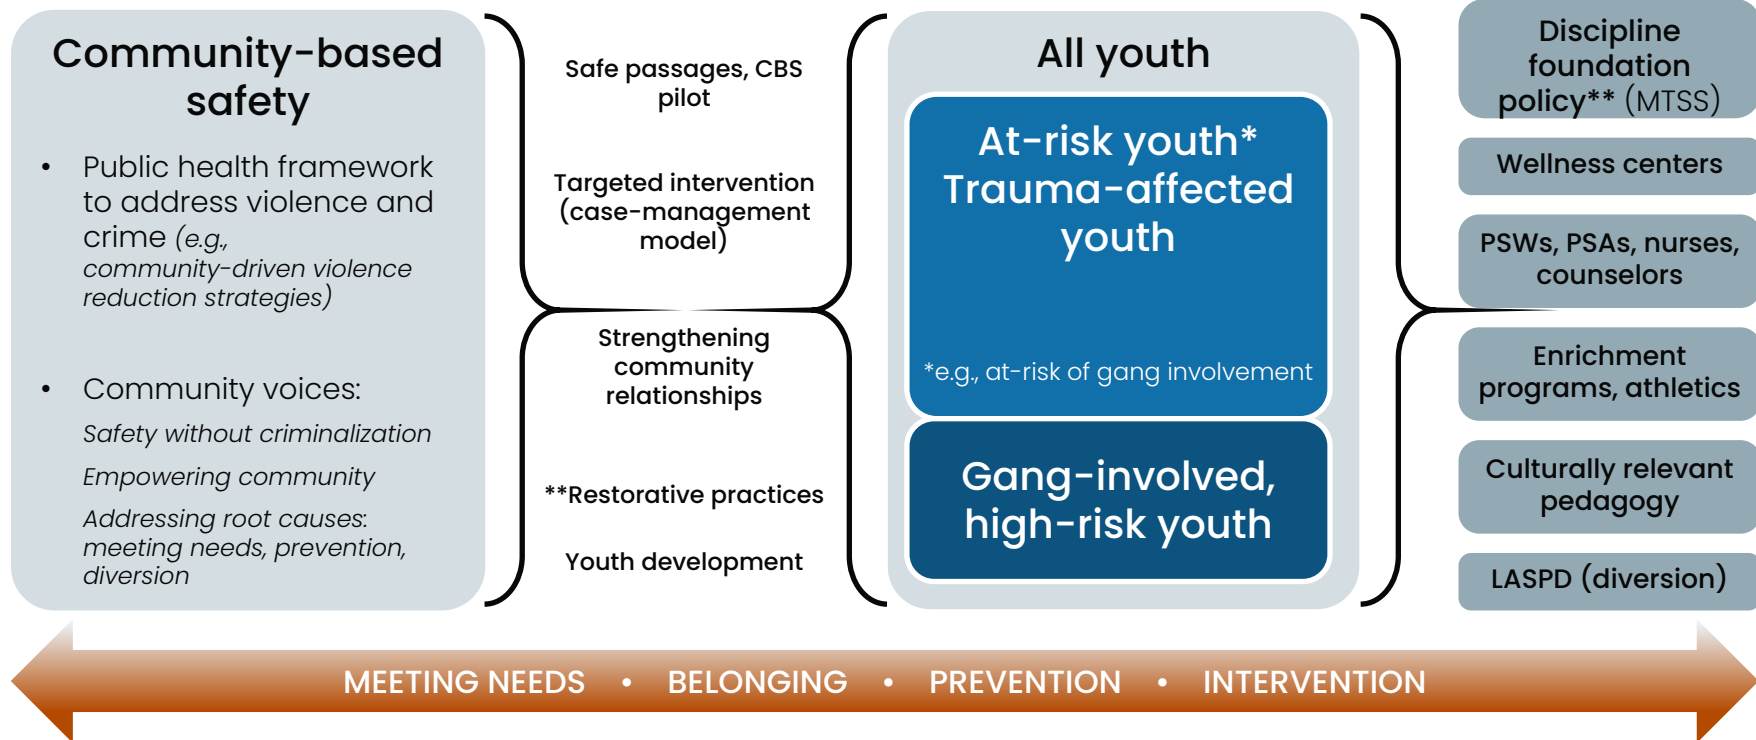 Community-based
safety
• Public health framework
to address violence and
crime (e.g.,
community-driven violence
reduction strategies)
• Community voices:
Safety without criminalization
Empowering community
Addressing root causes:
meeting needs, prevention,
diversion
Safe passages, CBS
pilot
Targeted intervention
(case-management
model)
Strengthening
community
relationships
**Restorative practices
Youth development
All youth
At-risk youth*
Trauma-affected
youth
*e.g., at-risk of gang involvement
Gang-involved,
high-risk youth
Discipline
foundation
policy** (MTSS)
Wellness centers
PSWs, PSAs, nurses,
counselors
Enrichment
programs, athletics
Culturally relevant
pedagogy
LASPD (diversion)
MEETING NEEDS • BELONGING • PREVENTION • INTERVENTION